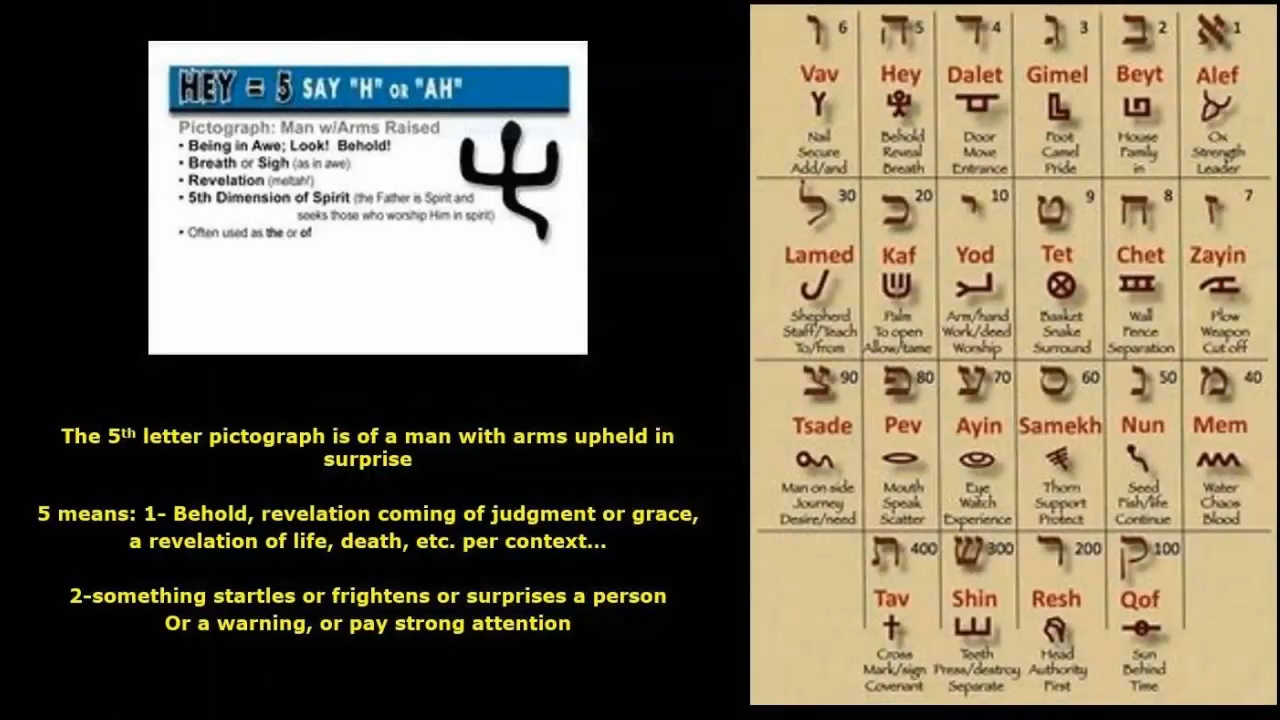 HEY = 5 SAY "H" OR "AH"
Pictograph: Man w/Arms Raised
• Being in Awe; Look! Behold!
• Breath or Sigh (as in awe)
• Revelation (meltah!)
• 5th Dimension of Spirit (the Father is Spirit and
seeks those who worship Him in spirit)
• Often used as the or of
The 5th letter pictograph is of a man with arms upheld in
surprise
5 means: 1- Behold, revelation coming of judgment or grace,
a revelation of life, death, etc. per context...
2-something startles or frightens or surprises a person
Or a warning, or pay strong attention
ו 6 ה 5 ד 4 ג 3 ב 2 א 1
Vav Hey Dalet Gimel Beyt Alef
Nail Behold Door Foot House Ox
Secure Reveal Move Camel Family Strength
Add/and Breath Entrance Pride in Leader
ל 30 כ 20 י 10 ט 9 ח 8 ז 7
Lamed Kaf Yod Tet Chet Zayin
Shepherd Palm Arm/hand Basket Wall Plow
Staff/Teach To open Work/deed Snake Fence Weapon
To/from Allow/tame Worship Surround Separation Cut off
צ 90 פ 80 ע 70 ס 60 נ 50 מ 40
Tsade Pey Ayin Samekh Nun Mem
Man on side Mouth Eye Thorn Seed Water
Journey Speak Watch Support Fish/life Chaos
Desire/need Scatter Experience Protect Continue Blood
ת 400 ש 300 ר 200 ק 100
Tav Shin Resh Qof
Cross Teeth Head Sun
Mark/sign Press/destroy Authority Behind
Covenant Separate First Time